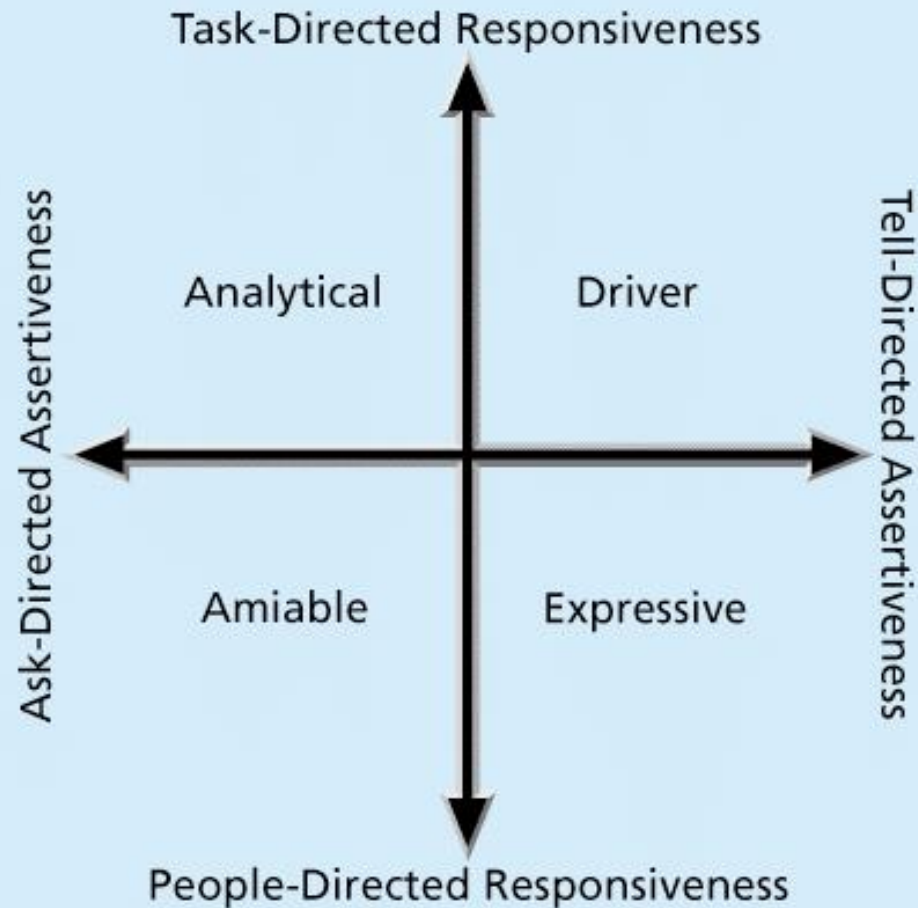 Task-Directed Responsiveness
Ask-Directed Assertiveness
Tell-Directed Assertiveness
Analytical
Driver
Amiable
Expressive
People-Directed Responsiveness